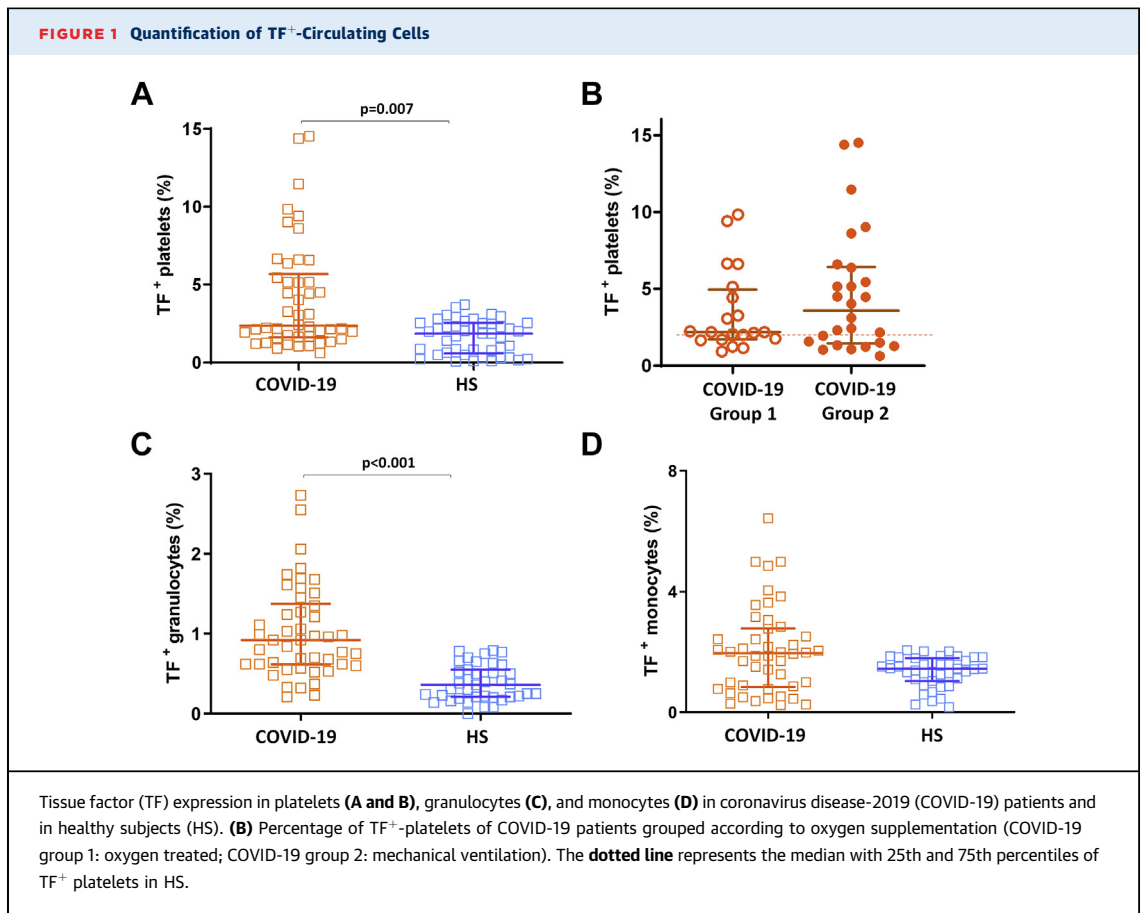 FIGURE 1 Quantification of TF+-Circulating Cells
A
p=0.007
TF + platelets (%)
15
10
5
0
COVID-19 HS
B
TF + platelets (%)
15
10
5
0
COVID-19 Group 1
COVID-19 Group 2
C
p<0.001
TF + granulocytes (%)
3
2
1
0
COVID-19 HS
D
TF + monocytes (%)
8
4
0
COVID-19 HS
Tissue factor (TF) expression in platelets (A and B), granulocytes (C), and monocytes (D) in coronavirus disease-2019 (COVID-19) patients and
in healthy subjects (HS). (B) Percentage of TF+-platelets of COVID-19 patients grouped according to oxygen supplementation (COVID-19
group 1: oxygen treated; COVID-19 group 2: mechanical ventilation). The dotted line represents the median with 25th and 75th percentiles of
TF+ platelets in HS.